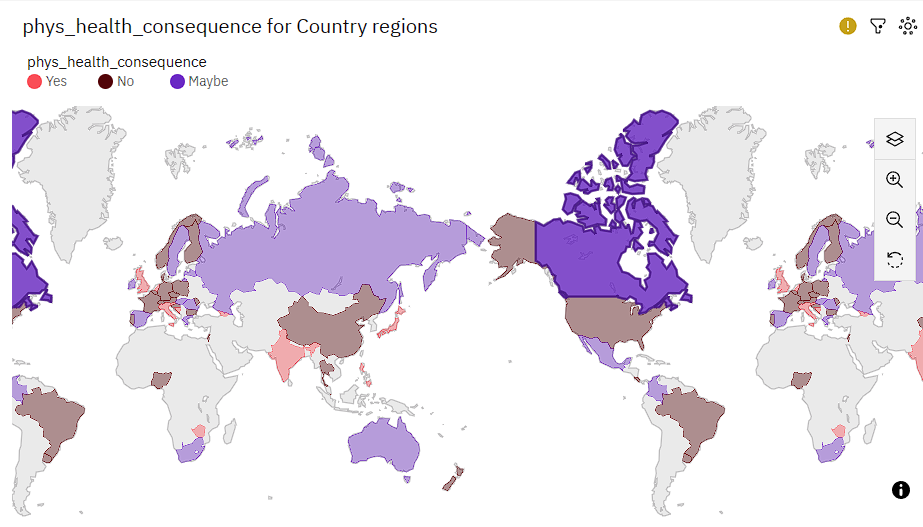 phys_health_consequence for Country regions
phys_health_consequence
Yes No Maybe